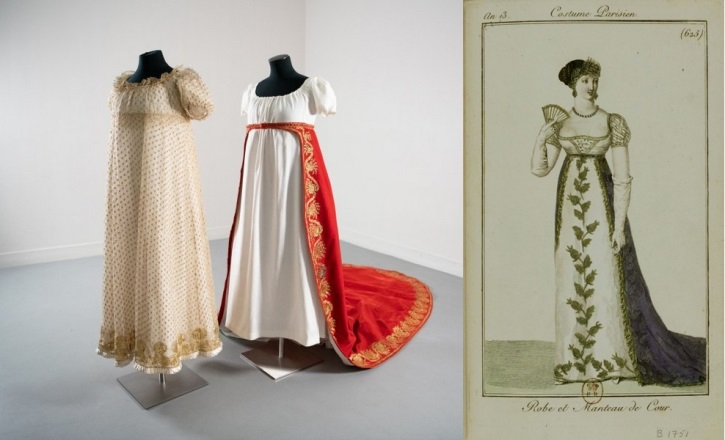 An 13.
Costume Parisien.
(625)
Robe et Manteau de Cour.
B 1751